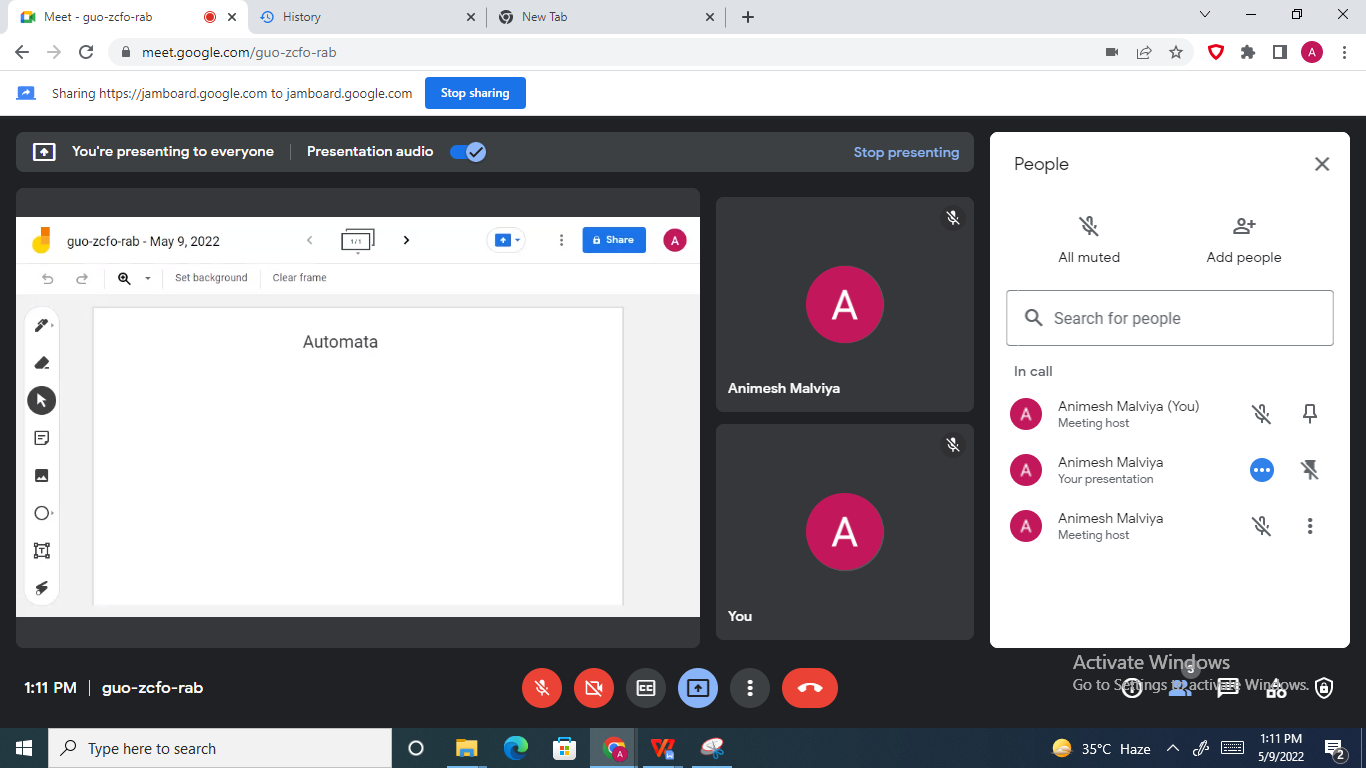 Meet - guo-zcfo-rab
History
New Tab
meet.google.com/guo-zcfo-rab
A
Sharing https://jamboard.google.com to jamboard.google.com
Stop sharing
You're presenting to everyone
Presentation audio
Stop presenting
guo-zcfo-rab - May 9, 2022
1/1
Share
A
Set background
Clear frame
Automata
T
A
Animesh Malviya
A
You
People
All muted
Add people
Search for people
In call
A
Animesh Malviya (You)
Meeting host
A
Animesh Malviya
Your presentation
A
Animesh Malviya
Meeting host
1:11 PM
guo-zcfo-rab
CC
3
Activate Windows
Go to Settings to activate Windows.
Type here to search
A
W
35°C Haze
1:11 PM
5/9/2022
2